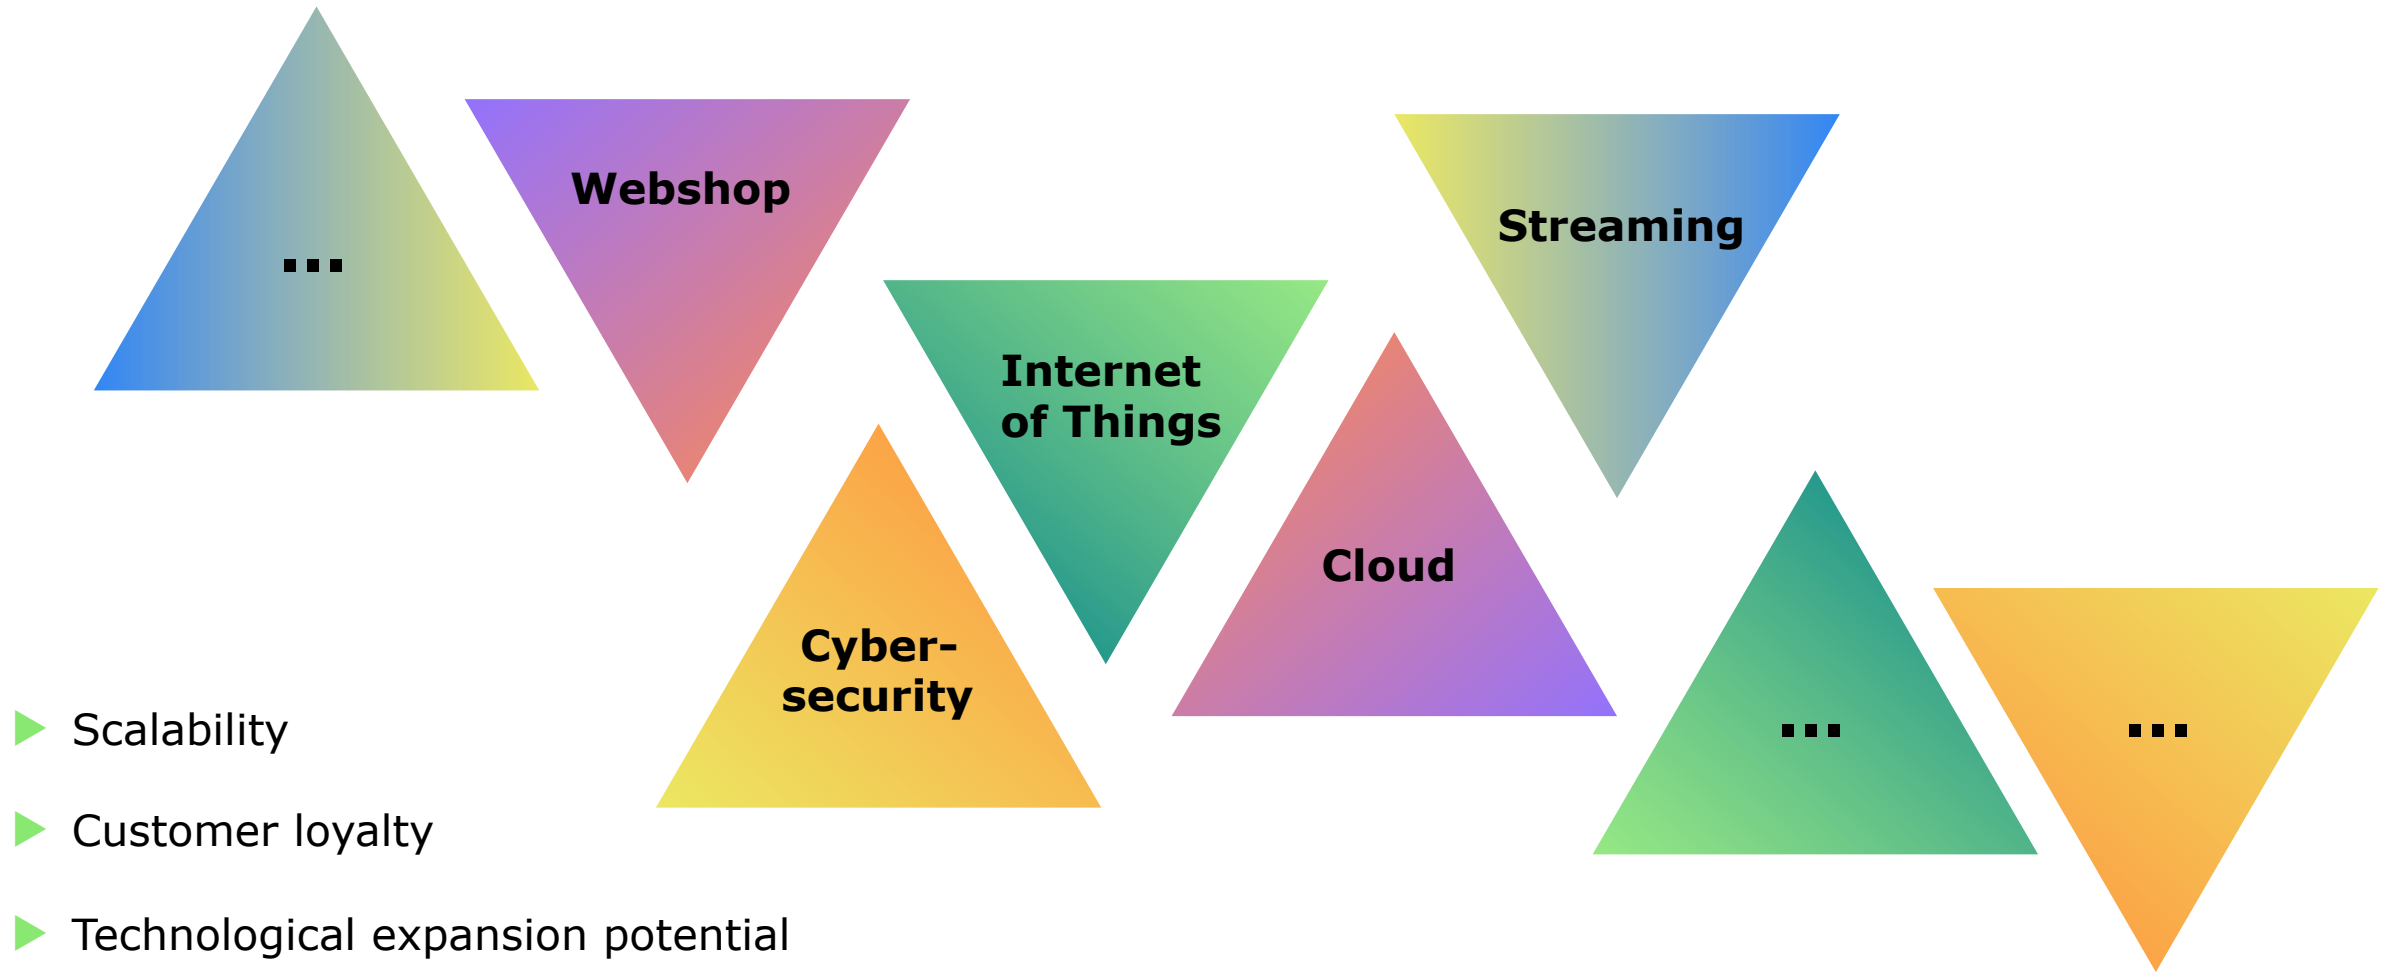 ...
Webshop
Streaming
Internet
of Things
Cloud
Cyber-
security
...
...
Scalability
Customer loyalty
Technological expansion potential